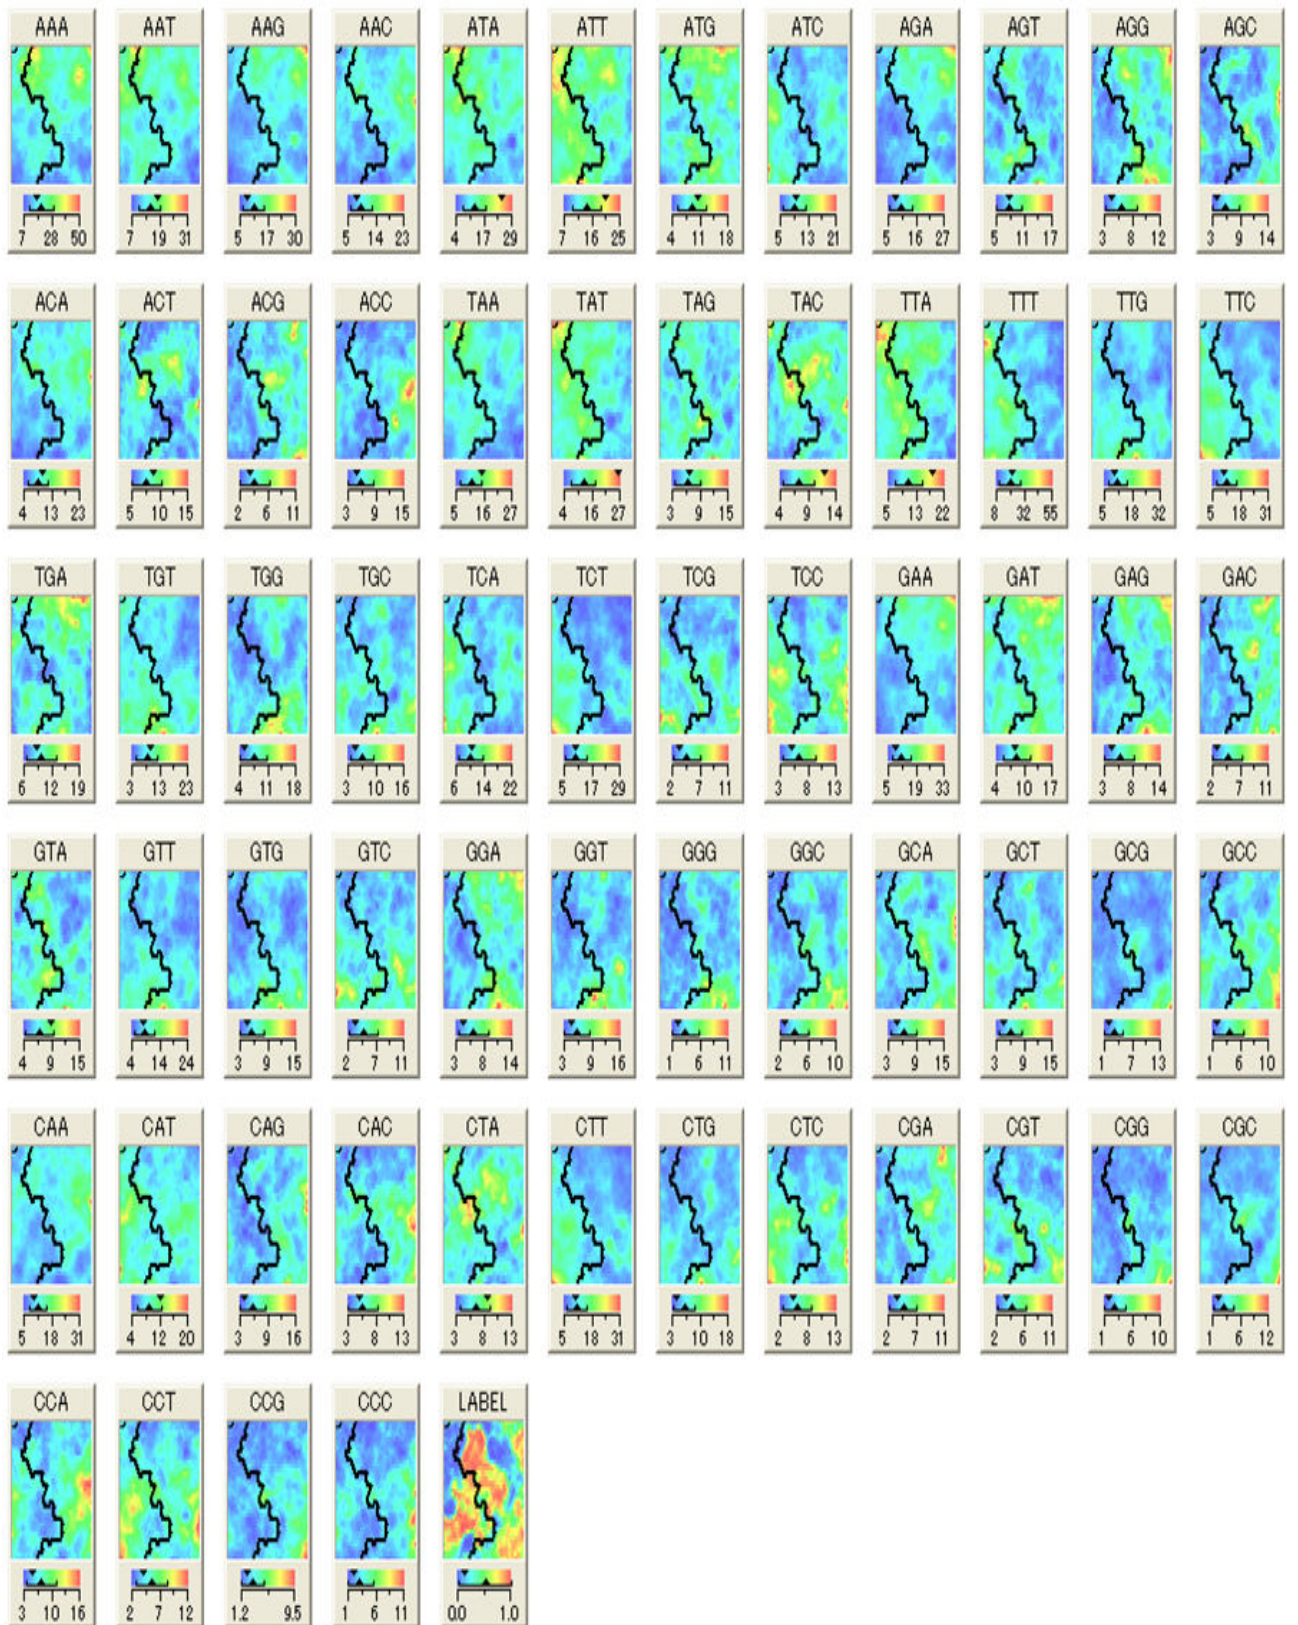 AAA AAT AAG AAC ATA ATT ATG ATC AGA AGT AGG AGC
7 28 50 7 19 31 5 17 30 5 14 23 4 17 29 7 16 25 4 11 18 5 13 21 5 16 27 5 11 17 3 8 12 3 9 14
ACA ACT ACG ACC TAA TAT TAG TAC TTA TTT TTG TTC
4 13 23 5 10 15 2 6 11 3 9 15 5 16 27 4 16 27 3 9 15 4 9 14 5 13 22 8 32 55 5 18 32 5 18 31
TGA TGT TGG TGC TCA TCT TCG TCC GAA GAT GAG GAC
6 12 19 3 13 23 4 11 18 3 10 16 6 14 22 5 17 29 2 7 11 3 8 13 5 19 33 4 10 17 3 8 14 2 7 11
GTA GTT GTG GTC GGA GGT GGG GGC GCA GCT GCG GCC
4 9 15 4 14 24 3 9 15 2 7 11 3 8 14 3 9 16 1 6 11 2 6 10 3 9 15 3 9 15 1 7 13 1 6 10
CAA CAT CAG CAC CTA CTT CTG CTC CGA CGT CGG CGC
5 18 31 4 12 20 3 9 16 3 8 13 3 8 13 5 18 31 3 10 18 2 8 13 2 7 11 2 6 11 1 6 10 1 6 12
CCA CCT CCG CCC LABEL
3 10 16 2 7 12 1.2 9.5 1 6 11 0.0 1.0